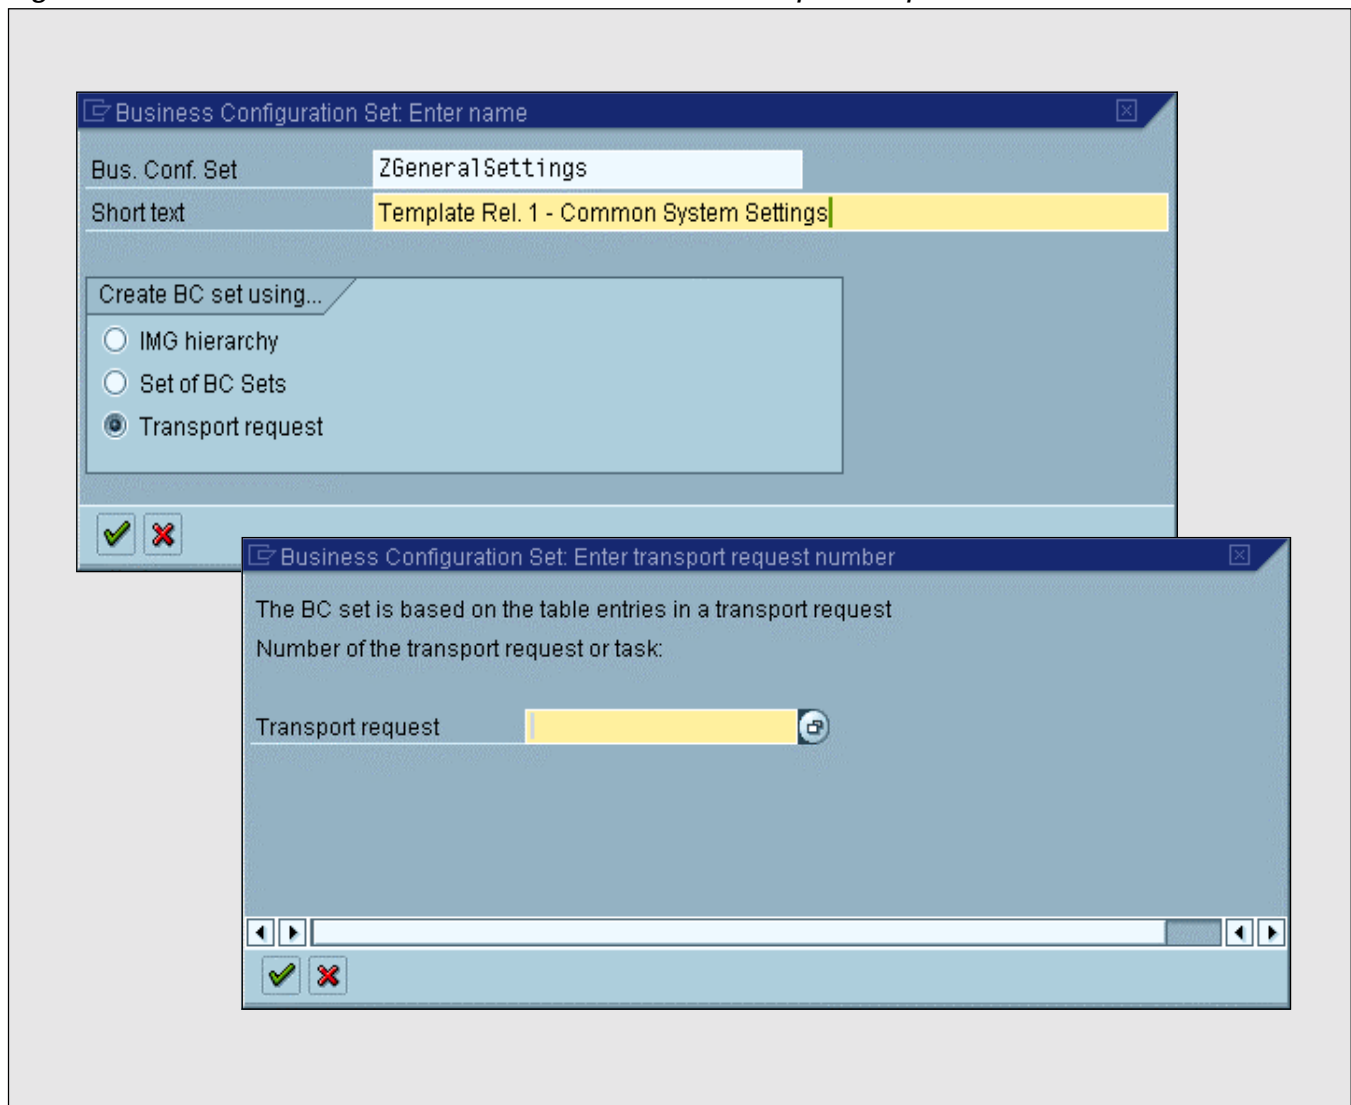 Business Configuration Set: Enter name
Bus. Conf. Set ZGeneralSettings
Short text Template Rel. 1 - Common System Settings
Create BC set using...
IMG hierarchy
Set of BC Sets
Transport request
Business Configuration Set: Enter transport request number
The BC set is based on the table entries in a transport request
Number of the transport request or task:
Transport request